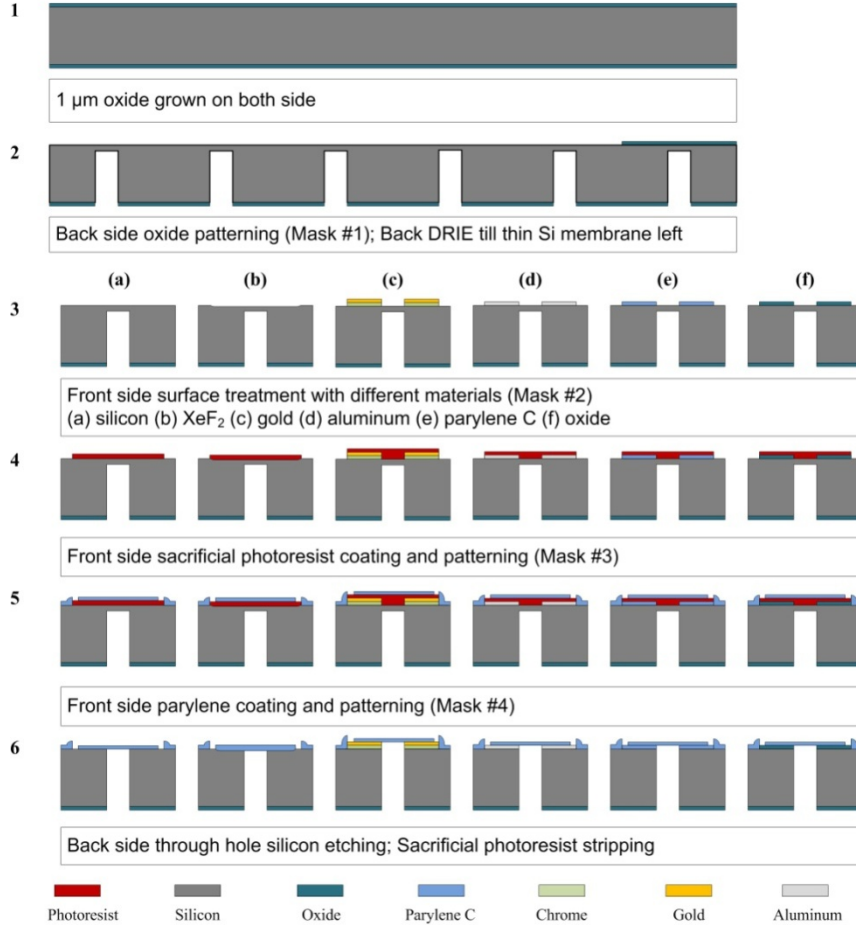 1
1 µm oxide grown on both side
2
Back side oxide patterning (Mask #1); Back DRIE till thin Si membrane left
(a) (b) (c) (d) (e) (f)
3
Front side surface treatment with different materials (Mask #2)
(a) silicon (b) XeF₂ (c) gold (d) aluminum (e) parylene C (f) oxide
4
Front side sacrificial photoresist coating and patterning (Mask #3)
5
Front side parylene coating and patterning (Mask #4)
6
Back side through hole silicon etching; Sacrificial photoresist stripping
Photoresist Silicon Oxide Parylene C Chrome Gold Aluminum